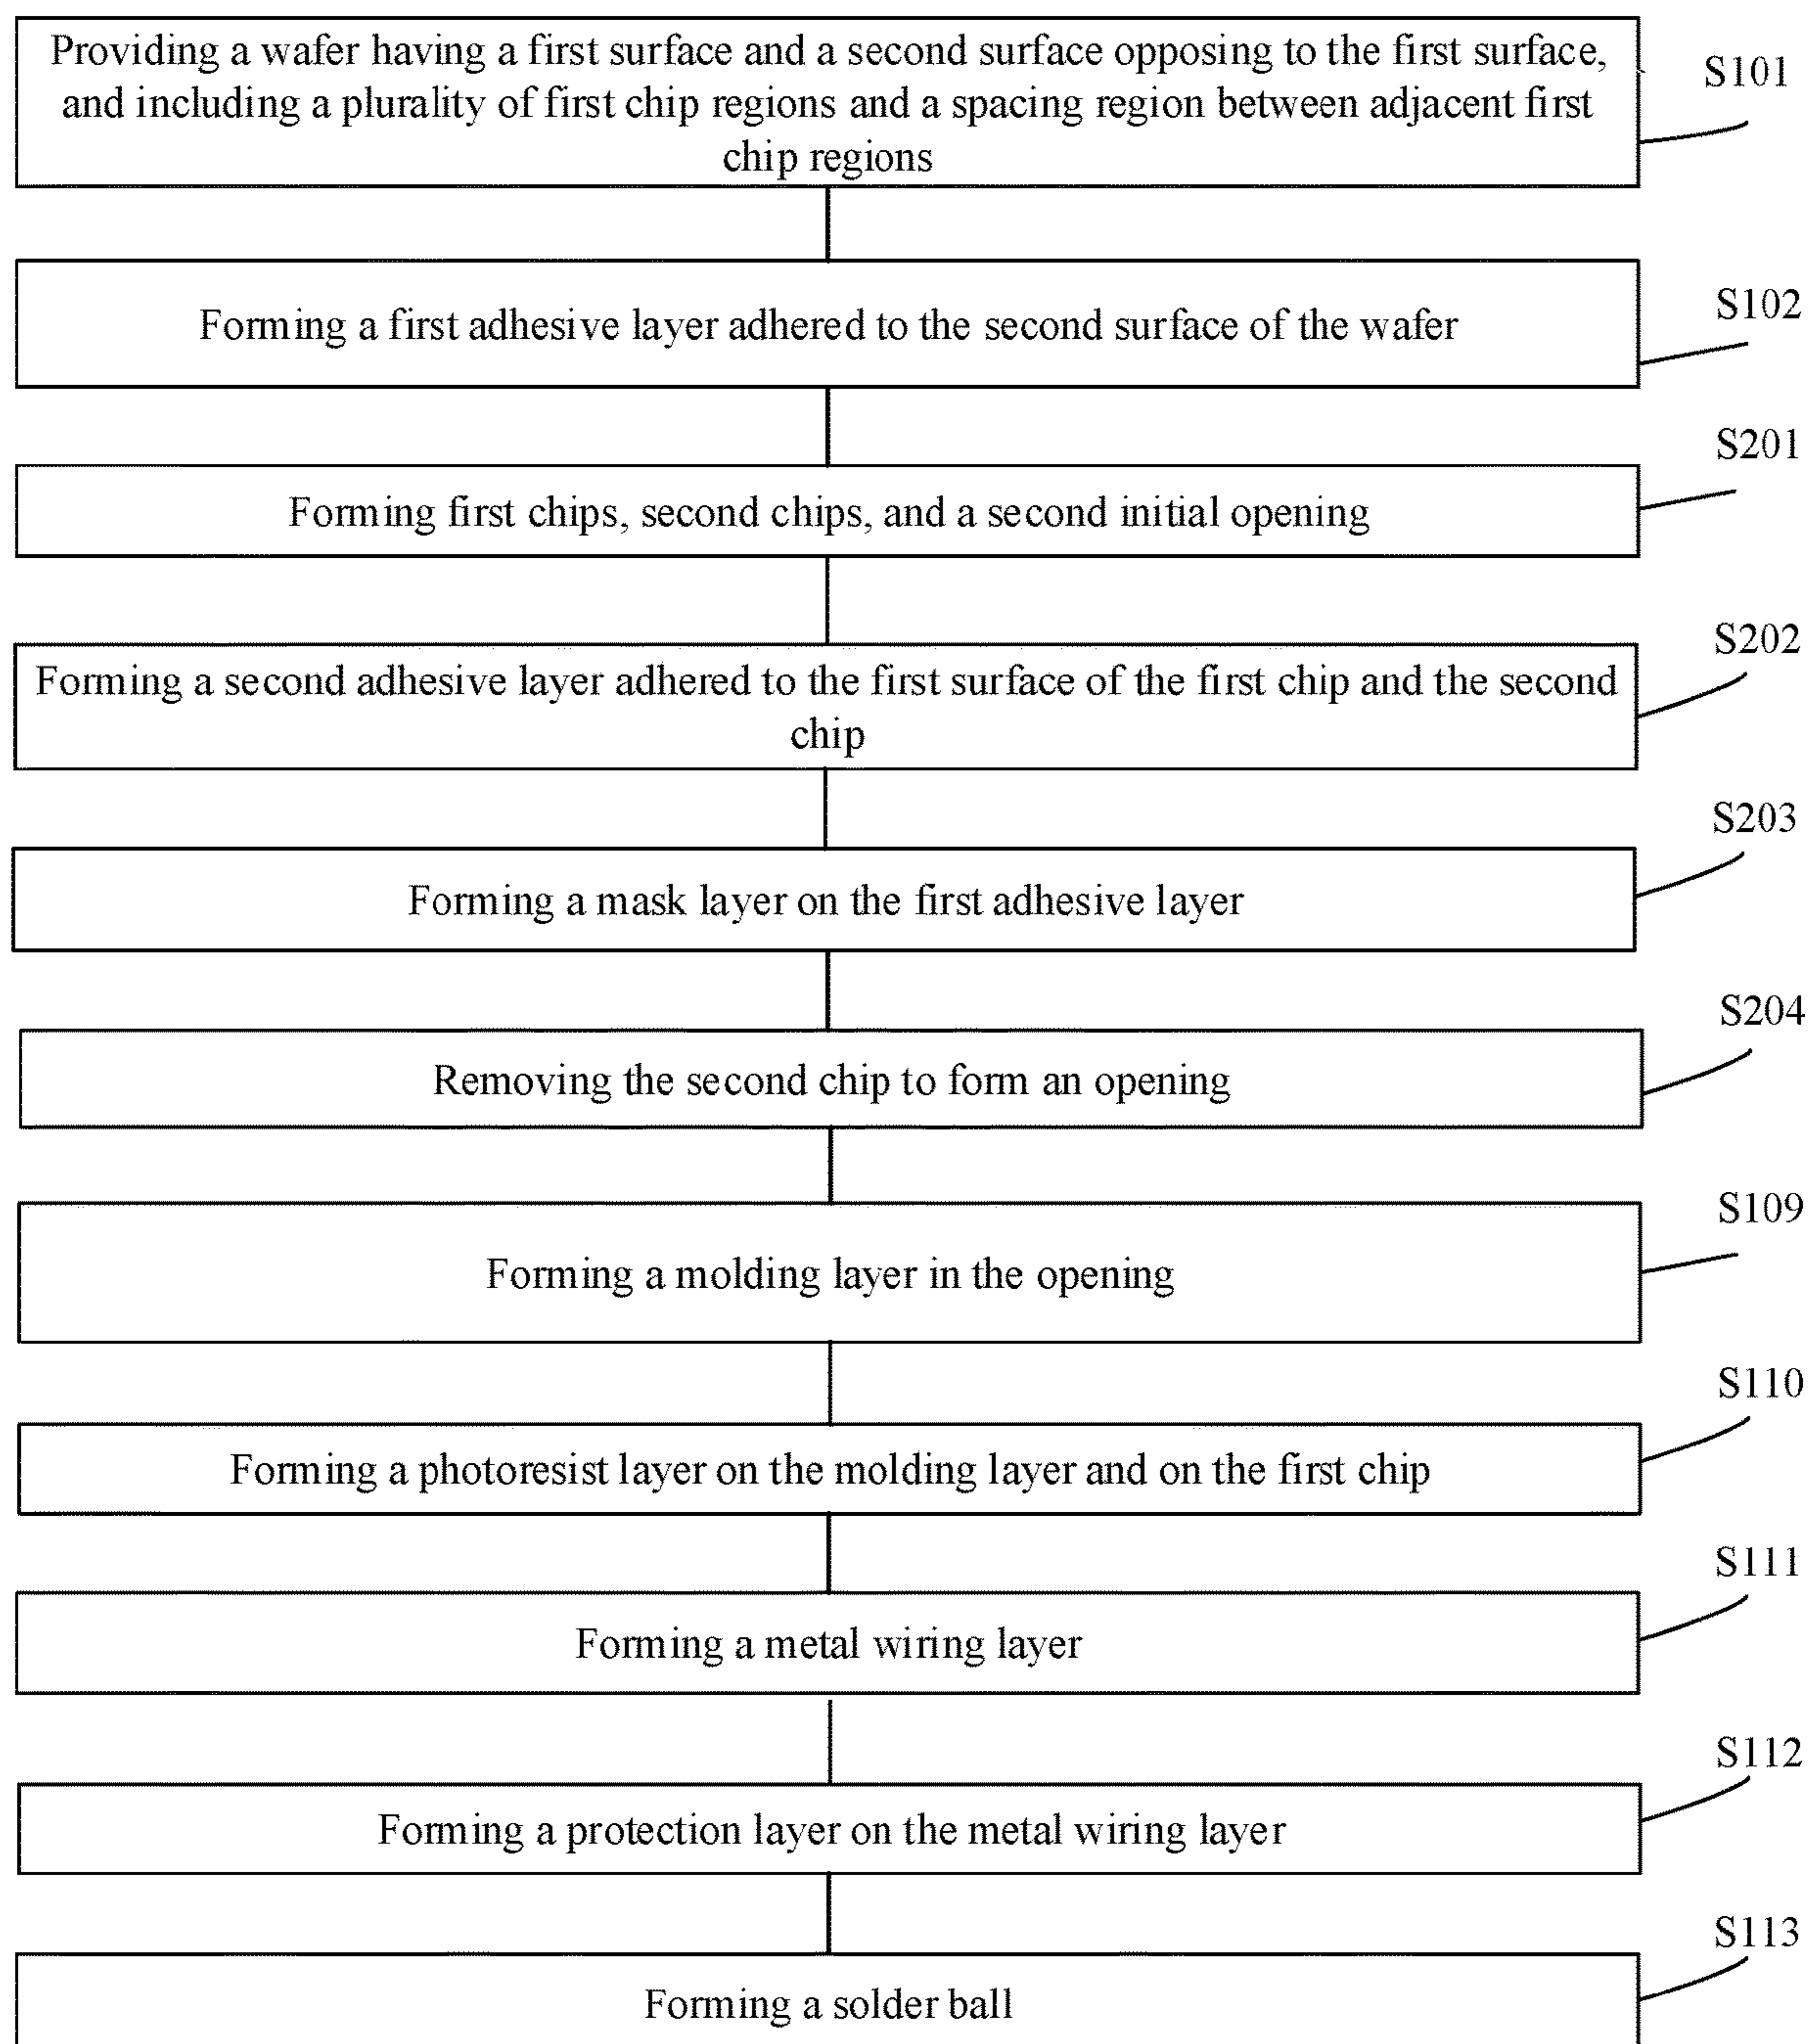 Providing a wafer having a first surface and a second surface opposing to the first surface,
and including a plurality of first chip regions and a spacing region between adjacent first
chip regions
S101
Forming a first adhesive layer adhered to the second surface of the wafer
S102
Forming first chips, second chips, and a second initial opening
S201
Forming a second adhesive layer adhered to the first surface of the first chip and the second
chip
S202
Forming a mask layer on the first adhesive layer
S203
Removing the second chip to form an opening
S204
Forming a molding layer in the opening
S109
Forming a photoresist layer on the molding layer and on the first chip
S110
Forming a metal wiring layer
S111
Forming a protection layer on the metal wiring layer
S112
Forming a solder ball
S113